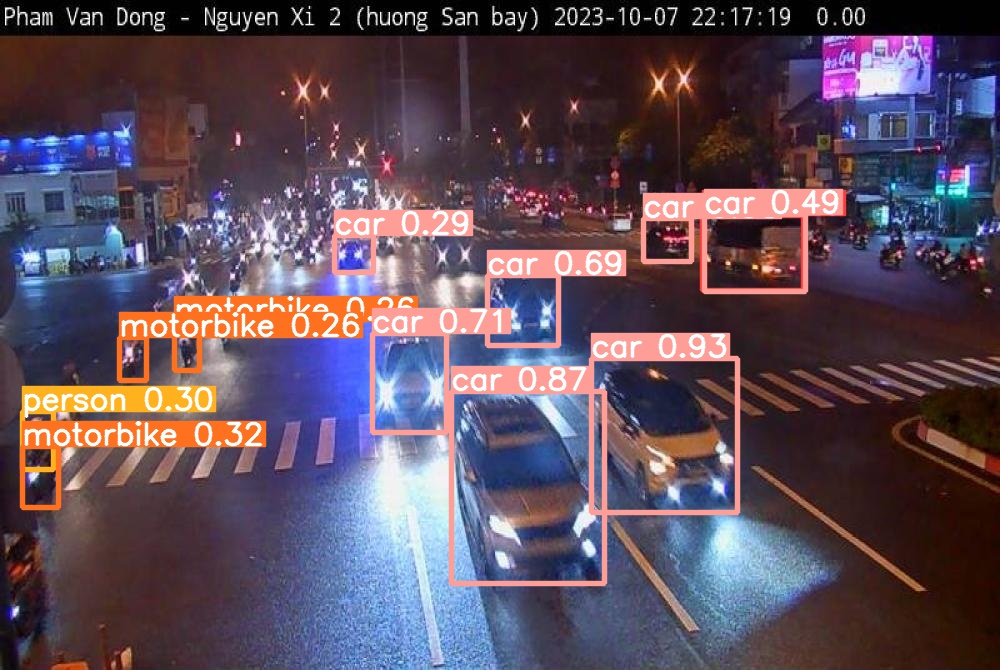 Pham Van Dong - Nguyen Xi 2 (huong San bay) 2023-10-07 22:17:19 0.00
car car 0.49
car 0.29
car 0.69
motorbike 0.26
motorbike 0.26
car 0.71
car 0.93
car 0.87
person 0.30
motorbike 0.32